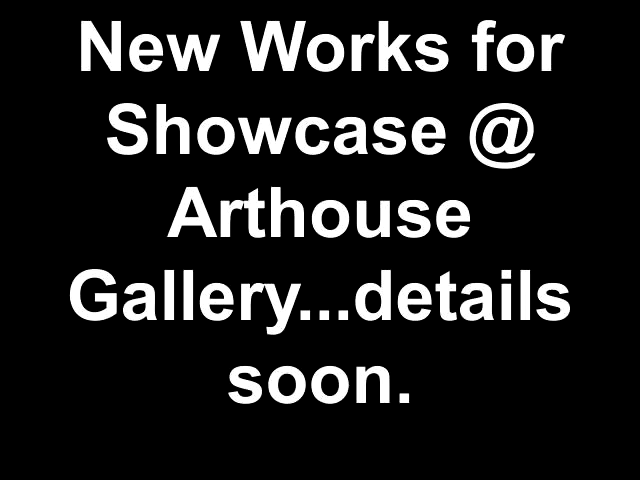 New Works for
Showcase @
Arthouse
Gallery...details
soon.